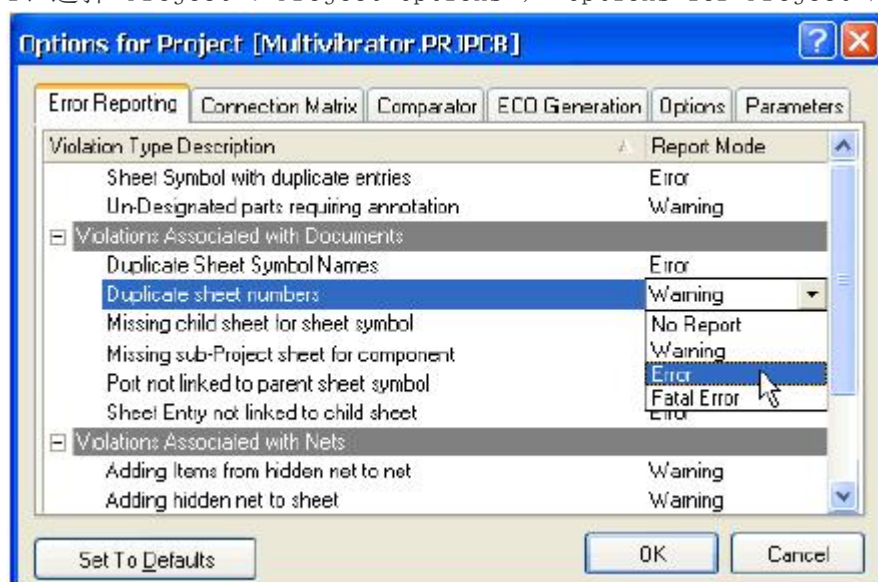 Options for Project [Multivibrator.PRJPCB]
Error Reporting Connection Matrix Comparator ECO Generation Options Parameters
Violation Type Description Report Mode
Sheet Symbol with duplicate entries Error
Un-Designated parts requiring annotation Warning
Violations Associated with Documents
Duplicate Sheet Symbol Names Error
Duplicate sheet numbers Warning
Missing child sheet for sheet symbol No Report
Missing sub-Project sheet for component Warning
Port not linked to parent sheet symbol Error
Fatal Error
Sheet Entry not linked to child sheet Error
Violations Associated with Nets
Adding Items from hidden net to net Warning
Adding hidden net to sheet Warning
Set To Defaults OK Cancel